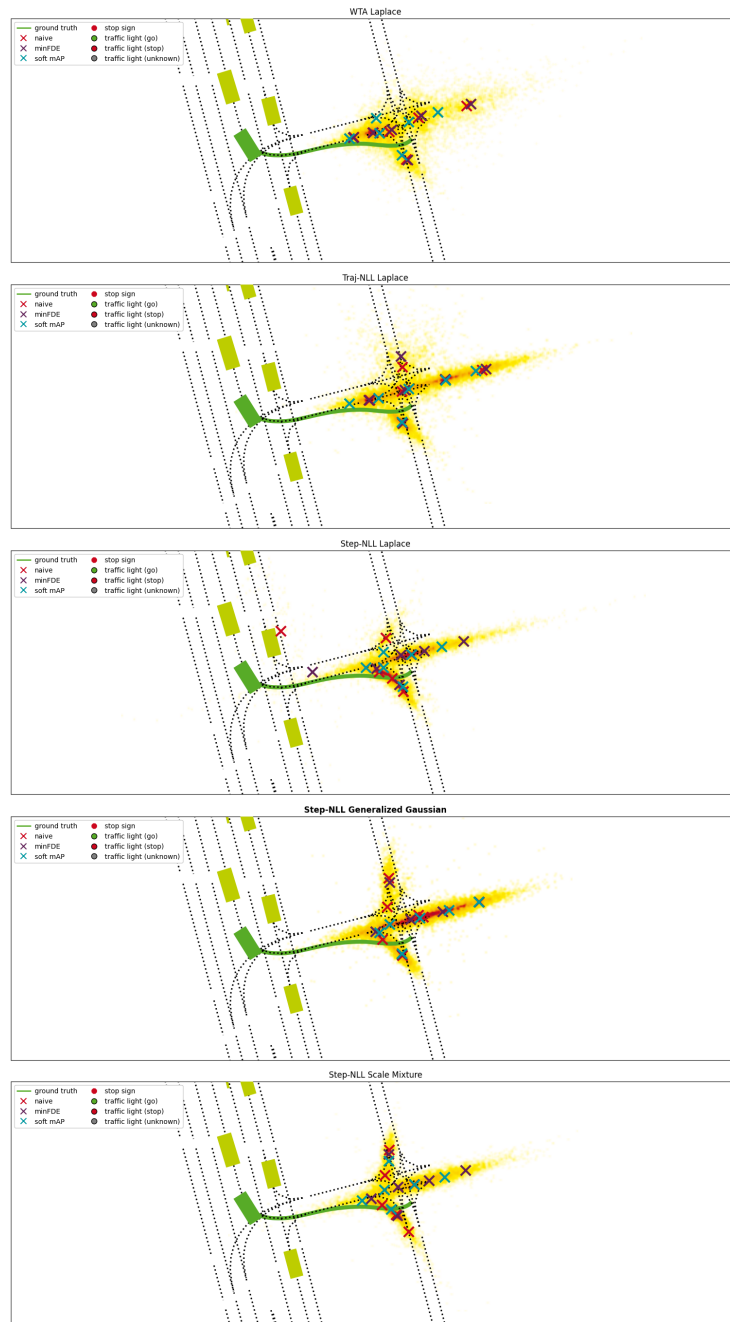 WTA Laplace
ground truth
naive
minFDE
soft mAP
stop sign
traffic light (go)
traffic light (stop)
traffic light (unknown)
Traj-NLL Laplace
ground truth
naive
minFDE
soft mAP
stop sign
traffic light (go)
traffic light (stop)
traffic light (unknown)
Step-NLL Laplace
ground truth
naive
minFDE
soft mAP
stop sign
traffic light (go)
traffic light (stop)
traffic light (unknown)
Step-NLL Generalized Gaussian
ground truth
naive
minFDE
soft mAP
stop sign
traffic light (go)
traffic light (stop)
traffic light (unknown)
Step-NLL Scale Mixture
ground truth
naive
minFDE
soft mAP
stop sign
traffic light (go)
traffic light (stop)
traffic light (unknown)